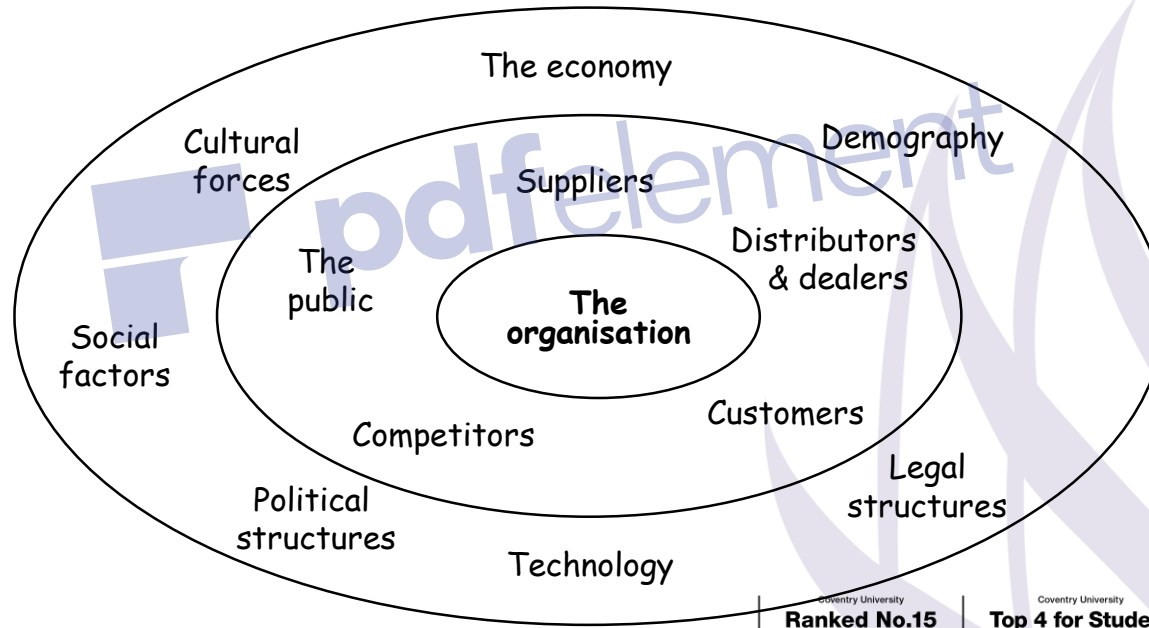 The economy
Cultural
forces
Demography
pdfelement
Suppliers
Distributors
& dealers
The
public
The
organisation
Social
factors
Customers
Competitors
Legal
structures
Political
structures
Technology
Coventry University
Ranked No.15
Coventry University
Top 4 for Stude